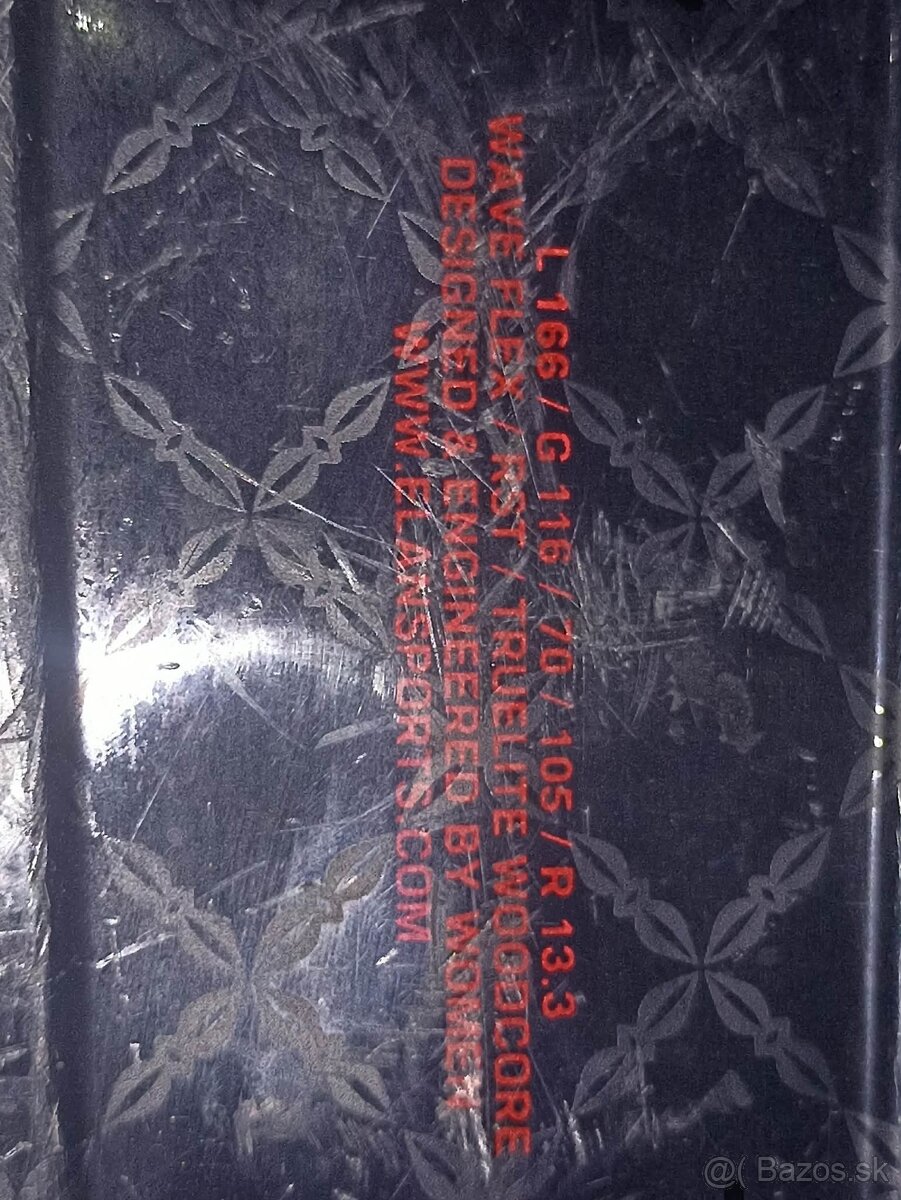 L 166 / G 116 / 70 / 105 / R 13.3
WAVE FLEX / RST / TRUELITE WOODCORE
DESIGNED & ENGINEERED BY WOMEN
WWW.ELANSPORTS.COM
@( Bazos.sk